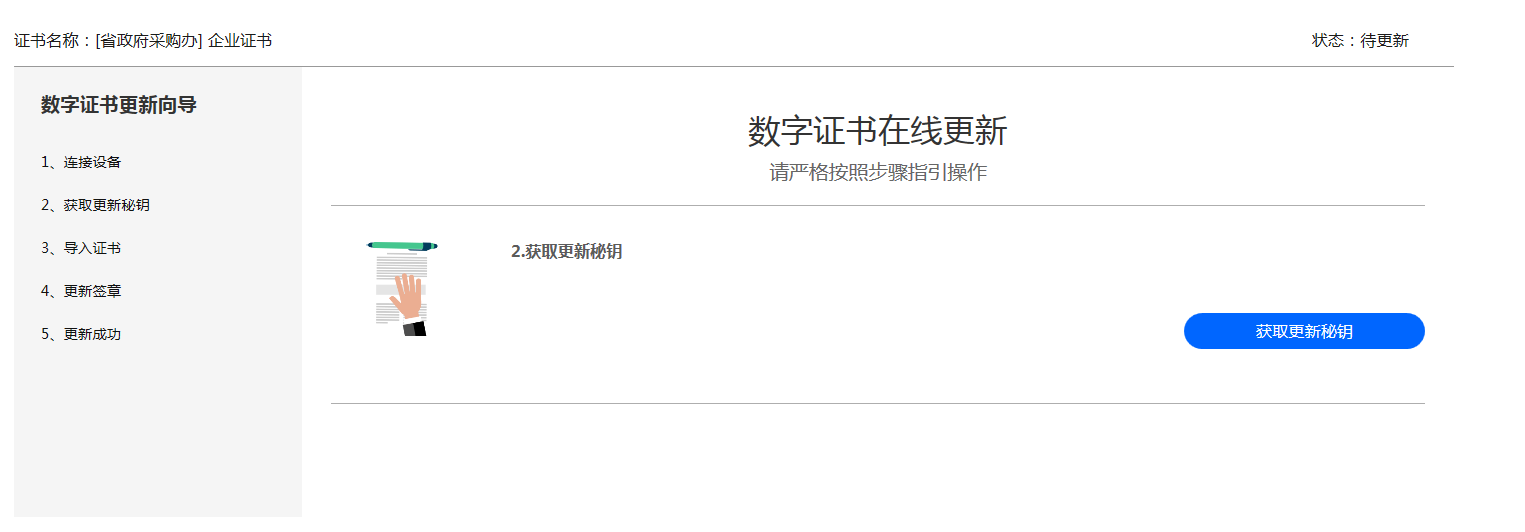 证书名称：[省政府采购办] 企业证书
状态：待更新
数字证书更新向导
1、连接设备
2、获取更新秘钥
3、导入证书
4、更新签章
5、更新成功
数字证书在线更新
请严格按照步骤指引操作
2.获取更新秘钥
获取更新秘钥